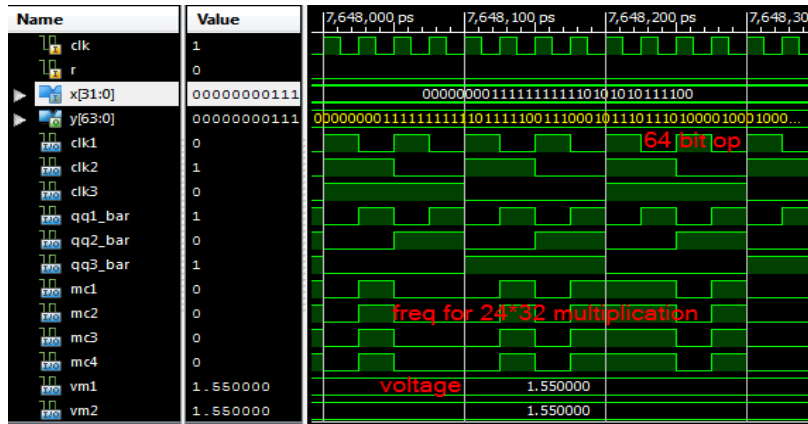 Name Value 7,648,000 ps 7,648,100 ps 7,648,200 ps 7,648,30
clk 1
r 0
x[31:0] 00000000111 00000000111111111110101010111100
y[63:0] 00000000111
clk1 0 64 bit op
clk2 1
clk3 0
qq1_bar 1
qq2_bar 0
qq3_bar 1
mc1 0
mc2 0 freq for 24*32 multiplication
mc3 0
mc4 0
vm1 1.550000 voltage 1.550000
vm2 1.550000 1.550000